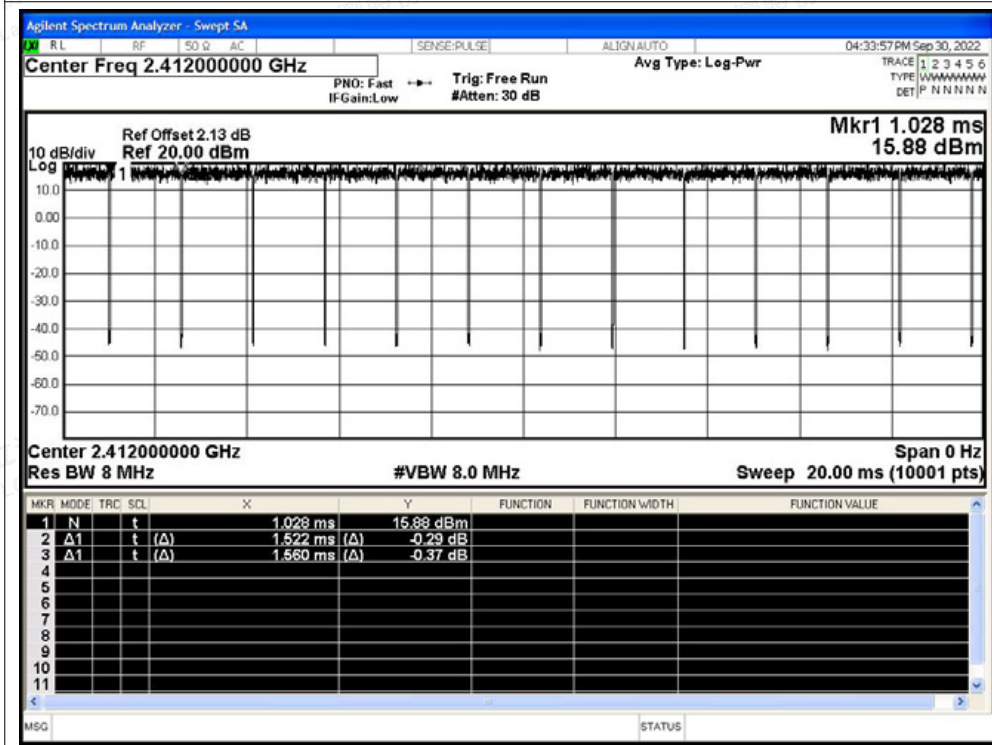 Agilent Spectrum Analyzer - Swept SA
RL RF 50 Ω AC SENSE:PULSE ALIGN AUTO 04:33:57 PM Sep 30, 2022
Center Freq 2.412000000 GHz Avg Type: Log-Pwr TRACE 1 2 3 4 5 6
PNO: Fast Trig: Free Run TYPE WWWWWW
IFGain:Low #Atten: 30 dB DET P N N N N N
Mkr1 1.028 ms
Ref Offset 2.13 dB
10 dB/div Ref 20.00 dBm 15.88 dBm
Log
1
10.0
0.00
-10.0
-20.0
-30.0
-40.0
-50.0
-60.0
-70.0
Center 2.412000000 GHz Span 0 Hz
Res BW 8 MHz #VBW 8.0 MHz Sweep 20.00 ms (10001 pts)
MKR MODE TRC SCL X Y FUNCTION FUNCTION WIDTH FUNCTION VALUE
1 N t 1.028 ms 15.88 dBm
2 Δ1 t (Δ) 1.522 ms (Δ) -0.29 dB
3 Δ1 t (Δ) 1.560 ms (Δ) -0.37 dB
4
5
6
7
8
9
10
11
MSG STATUS